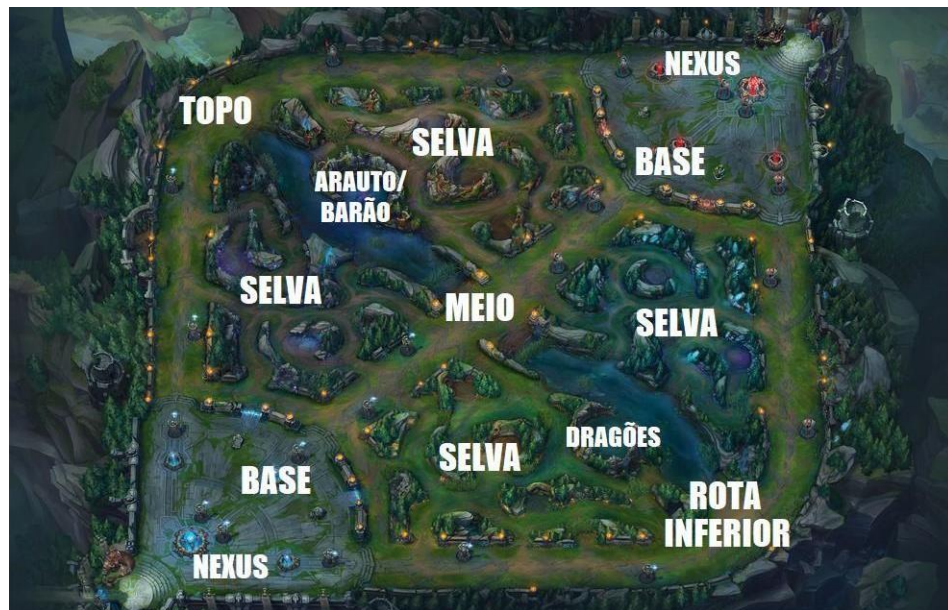 NEXUS
TOPO
SELVA
BASE
ARAUTO/
BARÃO
SELVA
MEIO
SELVA
DRAGÕES
SELVA
BASE
ROTA
INFERIOR
NEXUS